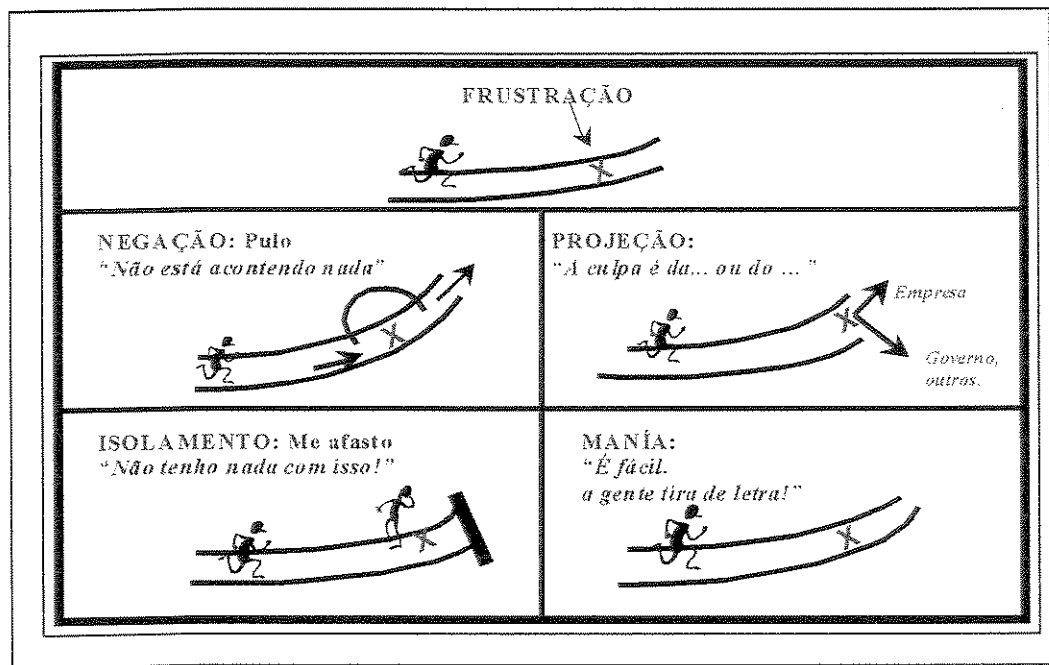 FRUSTRAÇÃO
NEGAÇÃO: Pulo
“Não está acontendo nada”
PROJEÇÃO:
“A culpa é da... ou do ...”
Empresa
Governo,
outros.
ISOLAMENTO: Me afasto
“Não tenho nada com isso!”
MANÍA:
“É fácil.
a gente tira de letra!”